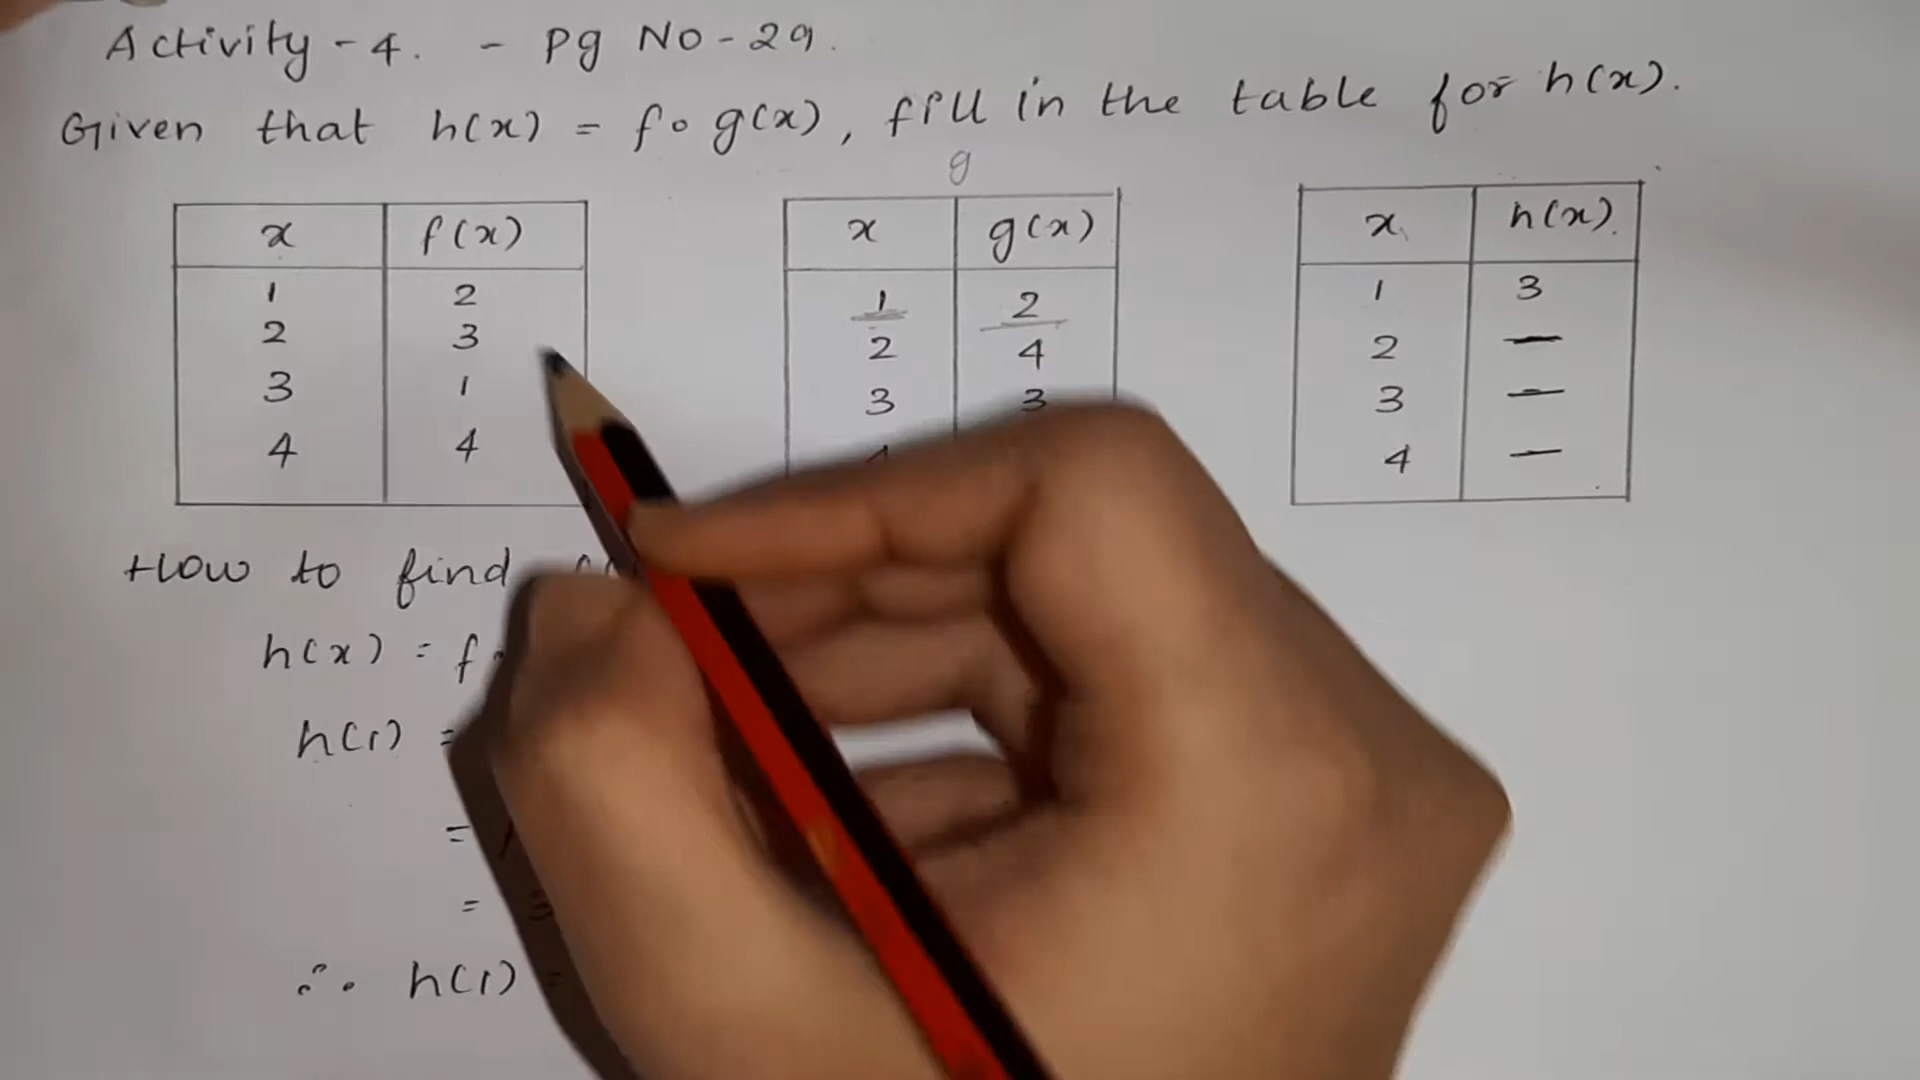 Activity - 4. - Pg No - 29.
Given that h(x) = f∘g(x), fill in the table for h(x).
g
x f(x)
1 2
2 3
3 1
4 4
x g(x)
1 2
2 4
3 3
x h(x)
1 3
2 —
3 —
4 —
How to find
h(x) = f
h(1) =
=
=
∴ h(1) =